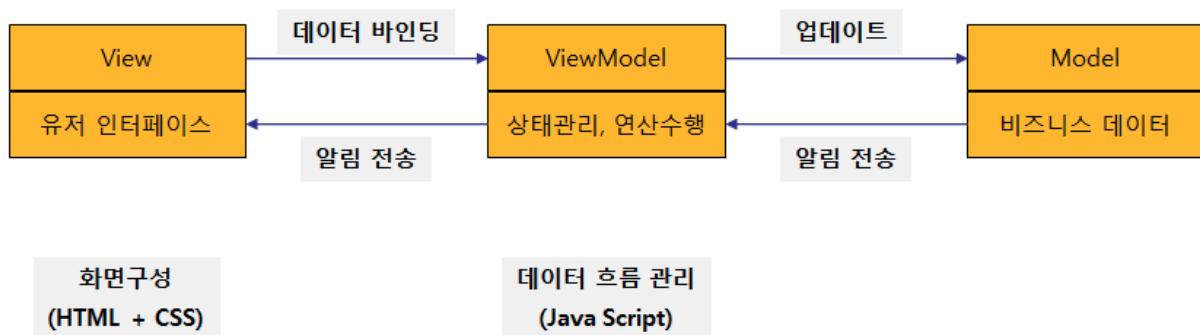 데이터 바인딩
업데이트
View
ViewModel
Model
유저 인터페이스
상태관리, 연산수행
비즈니스 데이터
알림 전송
알림 전송
화면구성
(HTML + CSS)
데이터 흐름 관리
(Java Script)